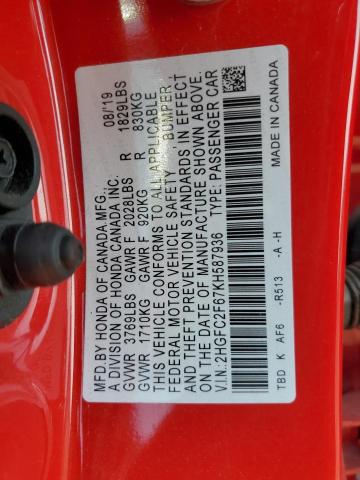 MFD.BY HONDA OF CANADA MFG., 08/'19
A DIVISION OF HONDA CANADA INC.
GVWR 3769LBS GAWR F 2028LBS R 1829LBS
GVWR 1710KG GAWR F 920KG R 830KG
THIS VEHICLE CONFORMS TO ALL APPLICABLE
FEDERAL MOTOR VEHICLE SAFETY, BUMPER,
AND THEFT PREVENTION STANDARDS IN EFFECT
ON THE DATE OF MANUFACTURE SHOWN ABOVE.
V.I.N.:2HGFC2F67KH587936 TYPE: PASSENGER CAR
TBD K AF6 -R513 -A -H MADE IN CANADA